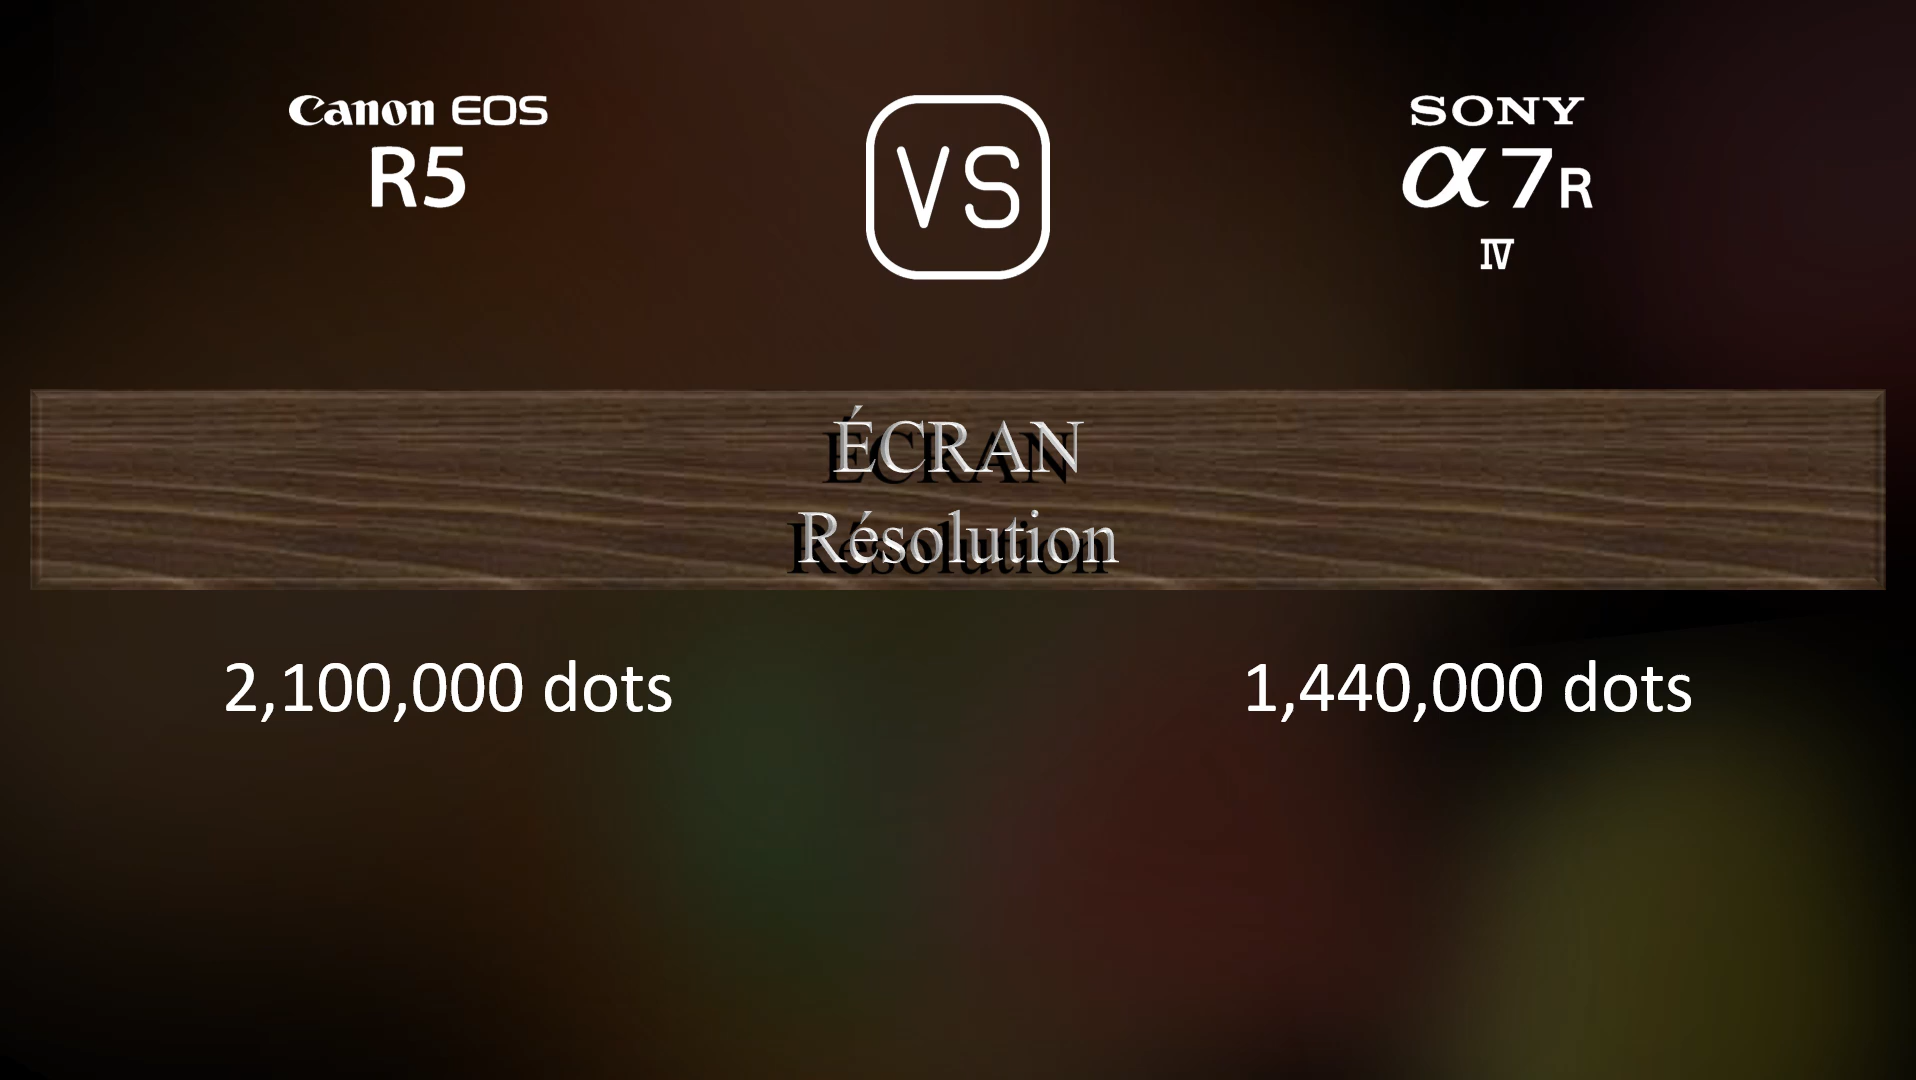 Canon EOS
R5
VS
SONY
α7R
IV
ÉCRAN
Résolution
2,100,000 dots
1,440,000 dots